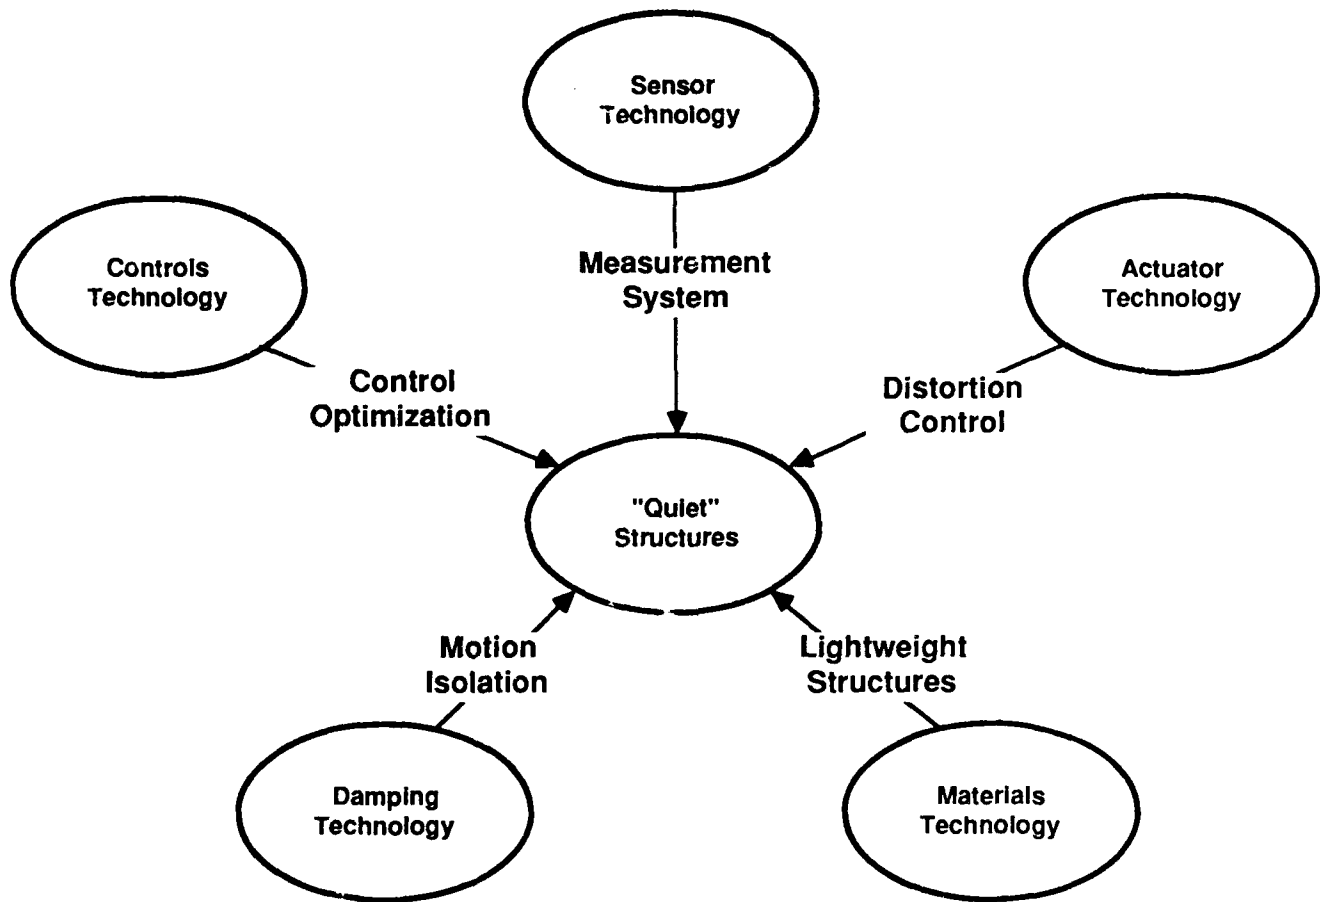 Sensor
Technology
Controls
Technology
Actuator
Technology
Measurement
System
Control
Optimization
Distortion
Control
"Quiet"
Structures
Motion
Isolation
Lightweight
Structures
Damping
Technology
Materials
Technology